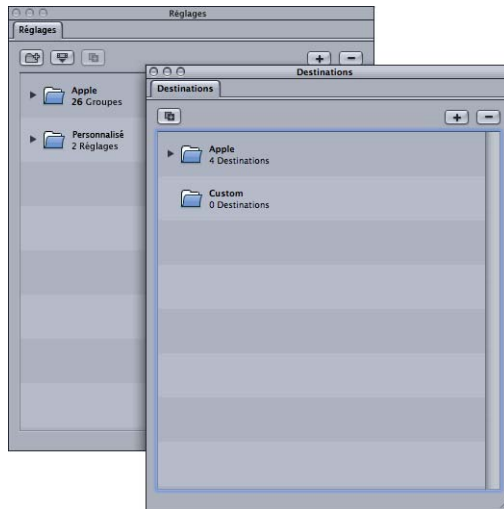 Réglages
Réglages
Apple
26 Groupes
Personnalisé
2 Réglages
Destinations
Destinations
Apple
4 Destinations
Custom
0 Destinations